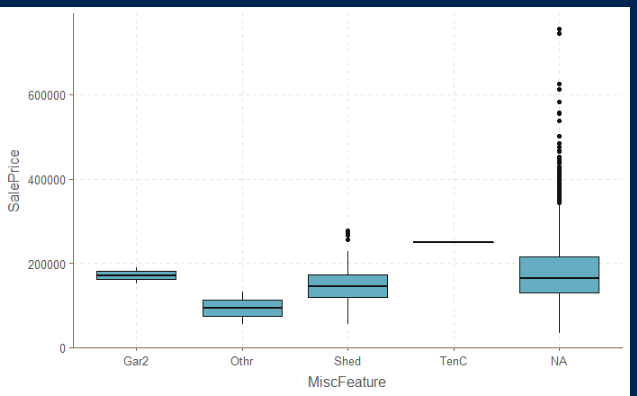 SalePrice
600000
400000
200000
0
Gar2 Othr Shed TenC NA
MiscFeature